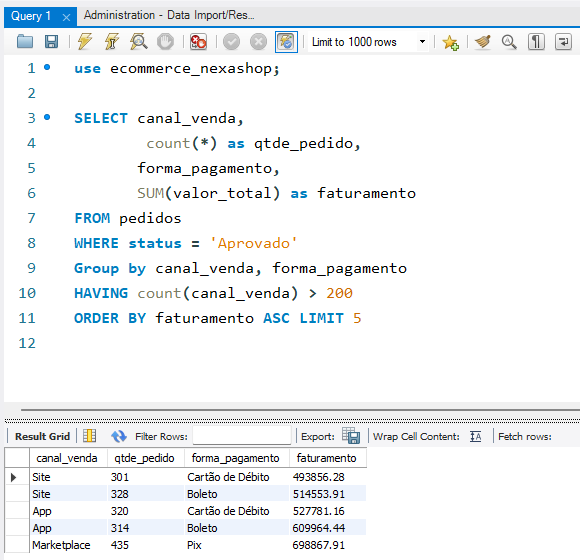 Query 1 × Administration - Data Import/Res...
Limit to 1000 rows
1 use ecommerce_nexashop;
2
3 SELECT canal_venda,
4 count(*) as qtde_pedido,
5 forma_pagamento,
6 SUM(valor_total) as faturamento
7 FROM pedidos
8 WHERE status = 'Aprovado'
9 Group by canal_venda, forma_pagamento
10 HAVING count(canal_venda) > 200
11 ORDER BY faturamento ASC LIMIT 5
12
Result Grid Filter Rows: Export: Wrap Cell Content: Fetch rows:
canal_venda qtde_pedido forma_pagamento faturamento
Site 301 Cartão de Débito 493856.28
Site 328 Boleto 514553.91
App 320 Cartão de Débito 527781.16
App 314 Boleto 609964.44
Marketplace 435 Pix 698867.91